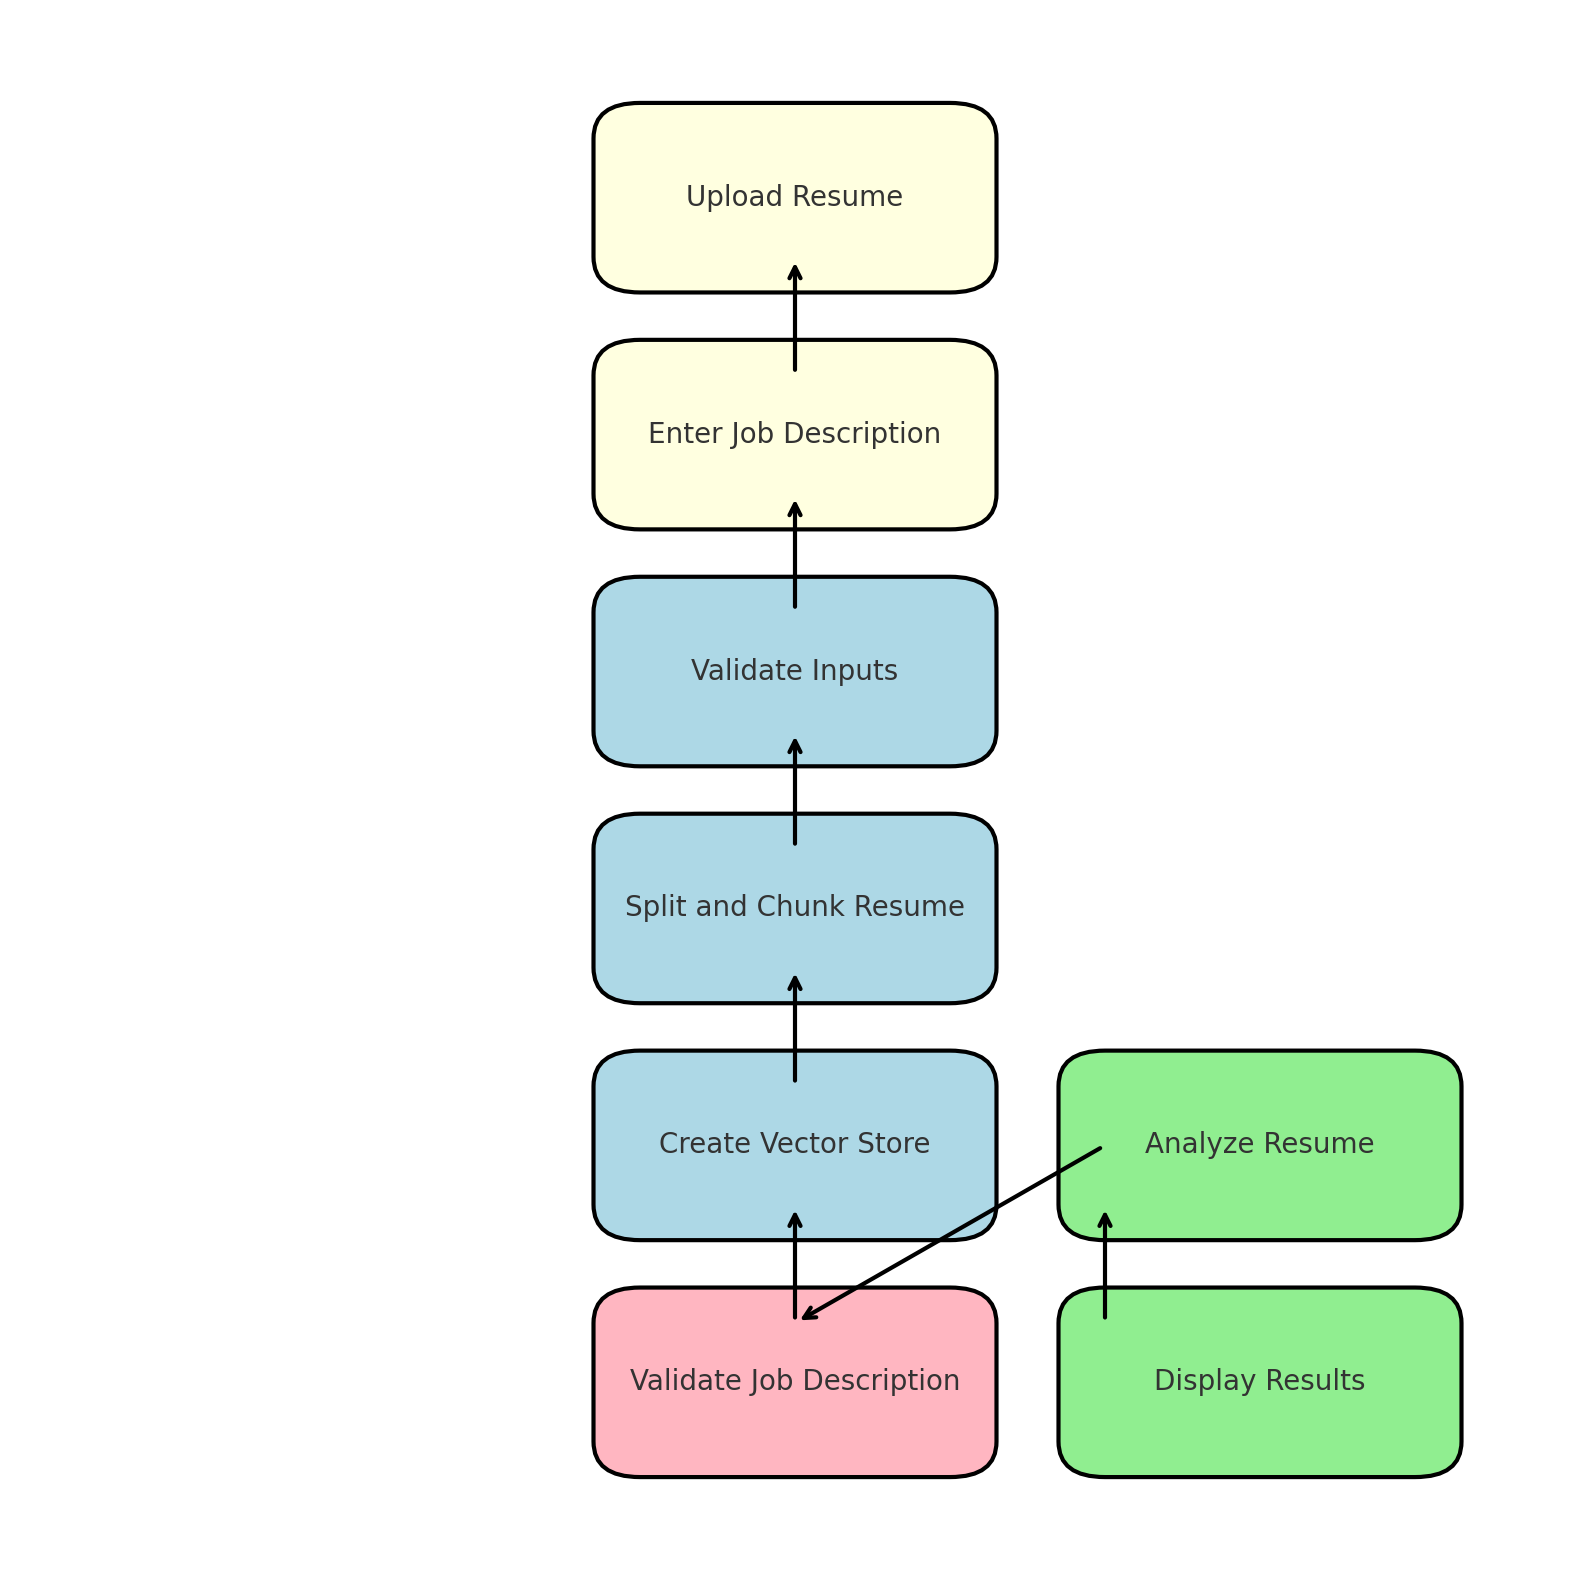 Upload Resume
Enter Job Description
Validate Inputs
Split and Chunk Resume
Create Vector Store
Analyze Resume
Validate Job Description
Display Results